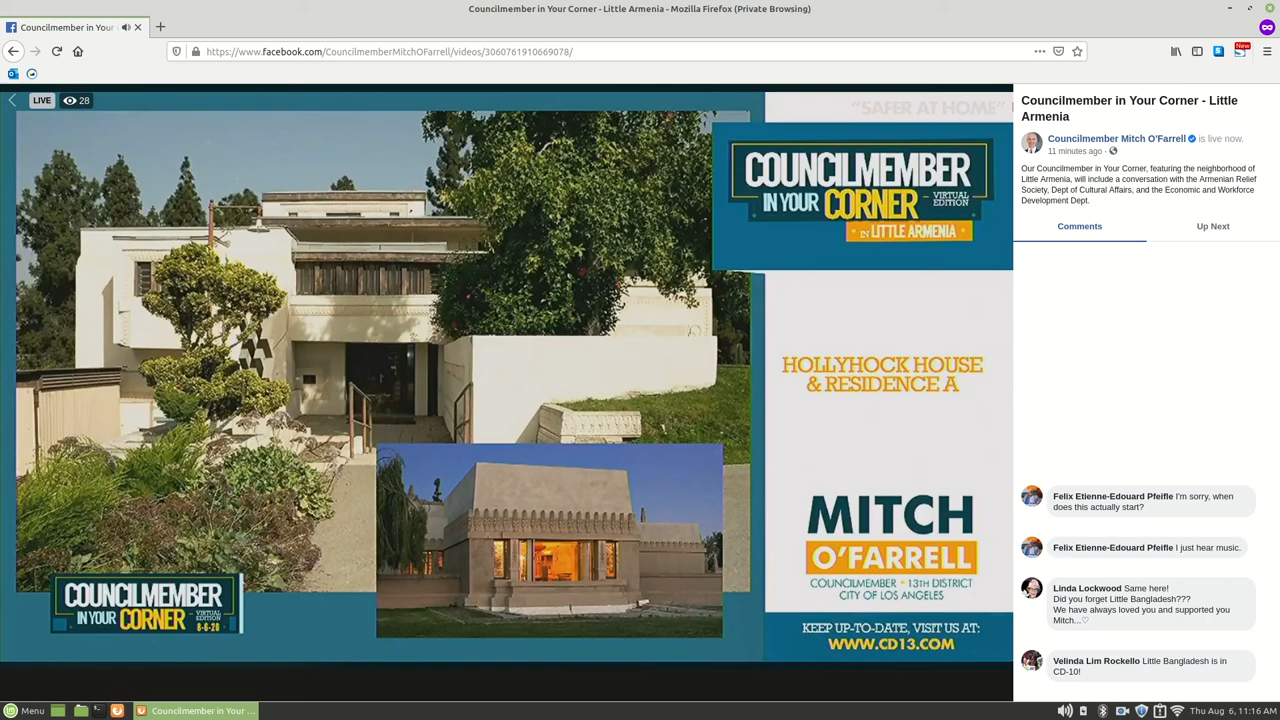 Councilmember in Your Corner - Little Armenia - Mozilla Firefox (Private Browsing)
Councilmember in Your
https://www.facebook.com/CouncilmemberMitchOFarrell/videos/3060761910669078/
New
LIVE
28
"SAFER AT HOME"
COUNCILMEMBER
IN YOUR CORNER VIRTUAL EDITION
IN LITTLE ARMENIA
HOLLYHOCK HOUSE
& RESIDENCE A
MITCH
O'FARRELL
COUNCILMEMBER • 13TH DISTRICT
CITY OF LOS ANGELES
KEEP UP-TO-DATE, VISIT US AT:
WWW.CD13.COM
COUNCILMEMBER
IN YOUR CORNER VIRTUAL EDITION
8-6-20
Councilmember in Your Corner - Little
Armenia
Councilmember Mitch O'Farrell is live now.
11 minutes ago ·
Our Councilmember in Your Corner, featuring the neighborhood of
Little Armenia, will include a conversation with the Armenian Relief
Society, Dept of Cultural Affairs, and the Economic and Workforce
Development Dept.
Comments
Up Next
Felix Etienne-Edouard Pfeifle I'm sorry, when
does this actually start?
Felix Etienne-Edouard Pfeifle I just hear music.
Linda Lockwood Same here!
Did you forget Little Bangladesh???
We have always loved you and supported you
Mitch...♡
Velinda Lim Rockello Little Bangladesh is in
CD-10!
Menu
Councilmember in Your ...
Thu Aug 6, 11:16 AM